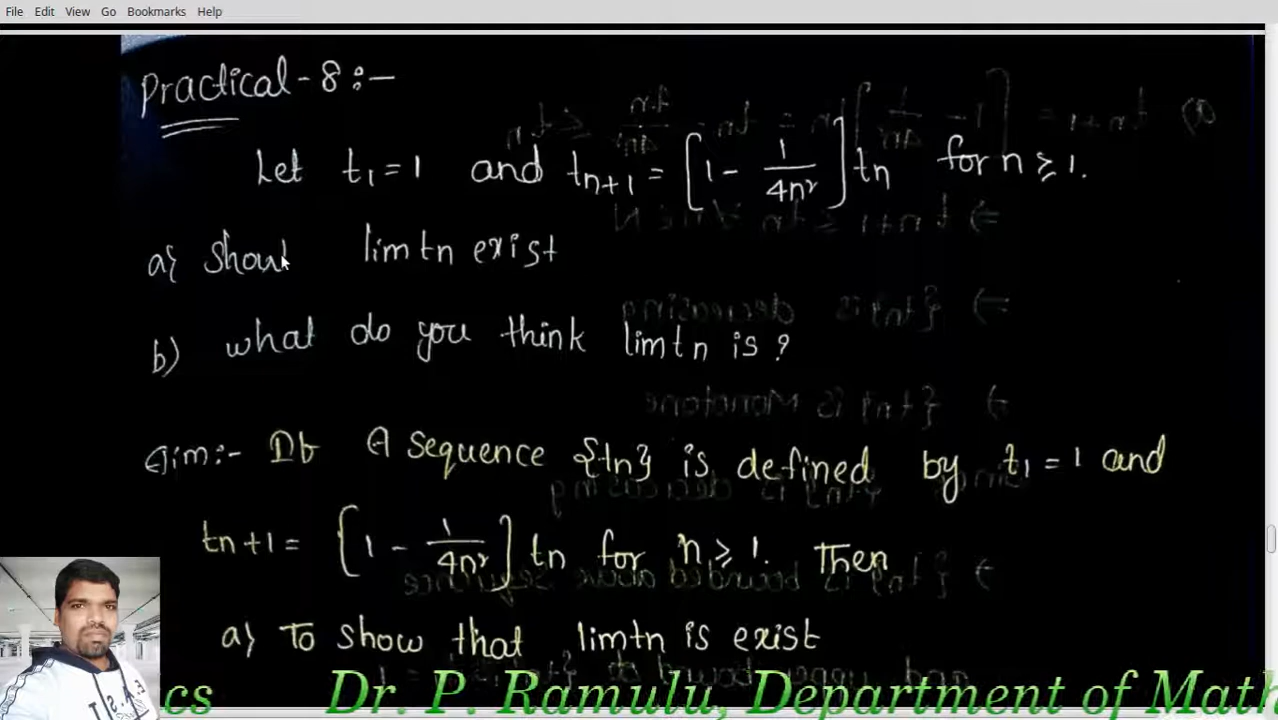 File Edit View Go Bookmarks Help
Practical - 8 :-
Let t₁ = 1 and tₙ₊₁ = [1 - 1/4n²] tₙ for n ≥ 1.
a} show lim tn exist
b) what do you think lim tn is ?
Aim:- If A sequence {tn} is defined by t₁ = 1 and
tn+1 = [1 - 1/4n²] tn for n ≥ 1. Then
a} To show that lim tn is exist
cs Dr. P. Ramulu, Department of Math